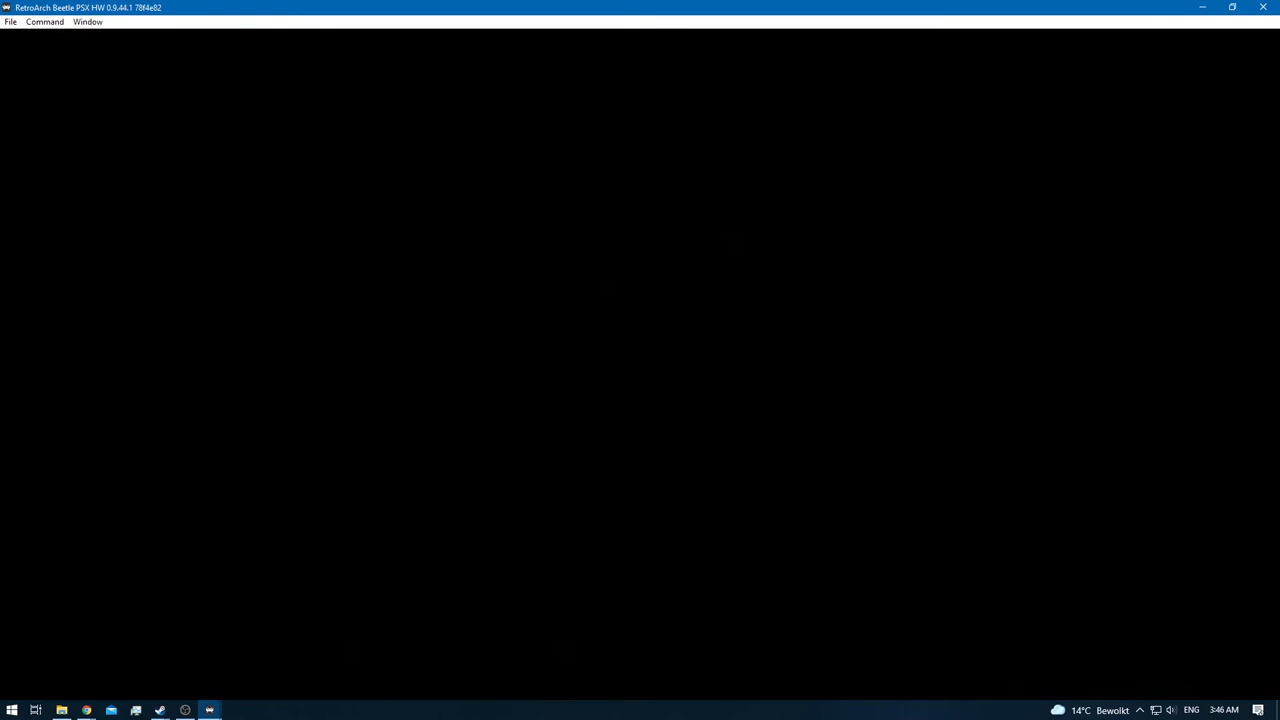 RetroArch Beetle PSX HW 0.9.44.1 78f4e82
File Command Window
14°C Bewolkt ENG 3:46 AM